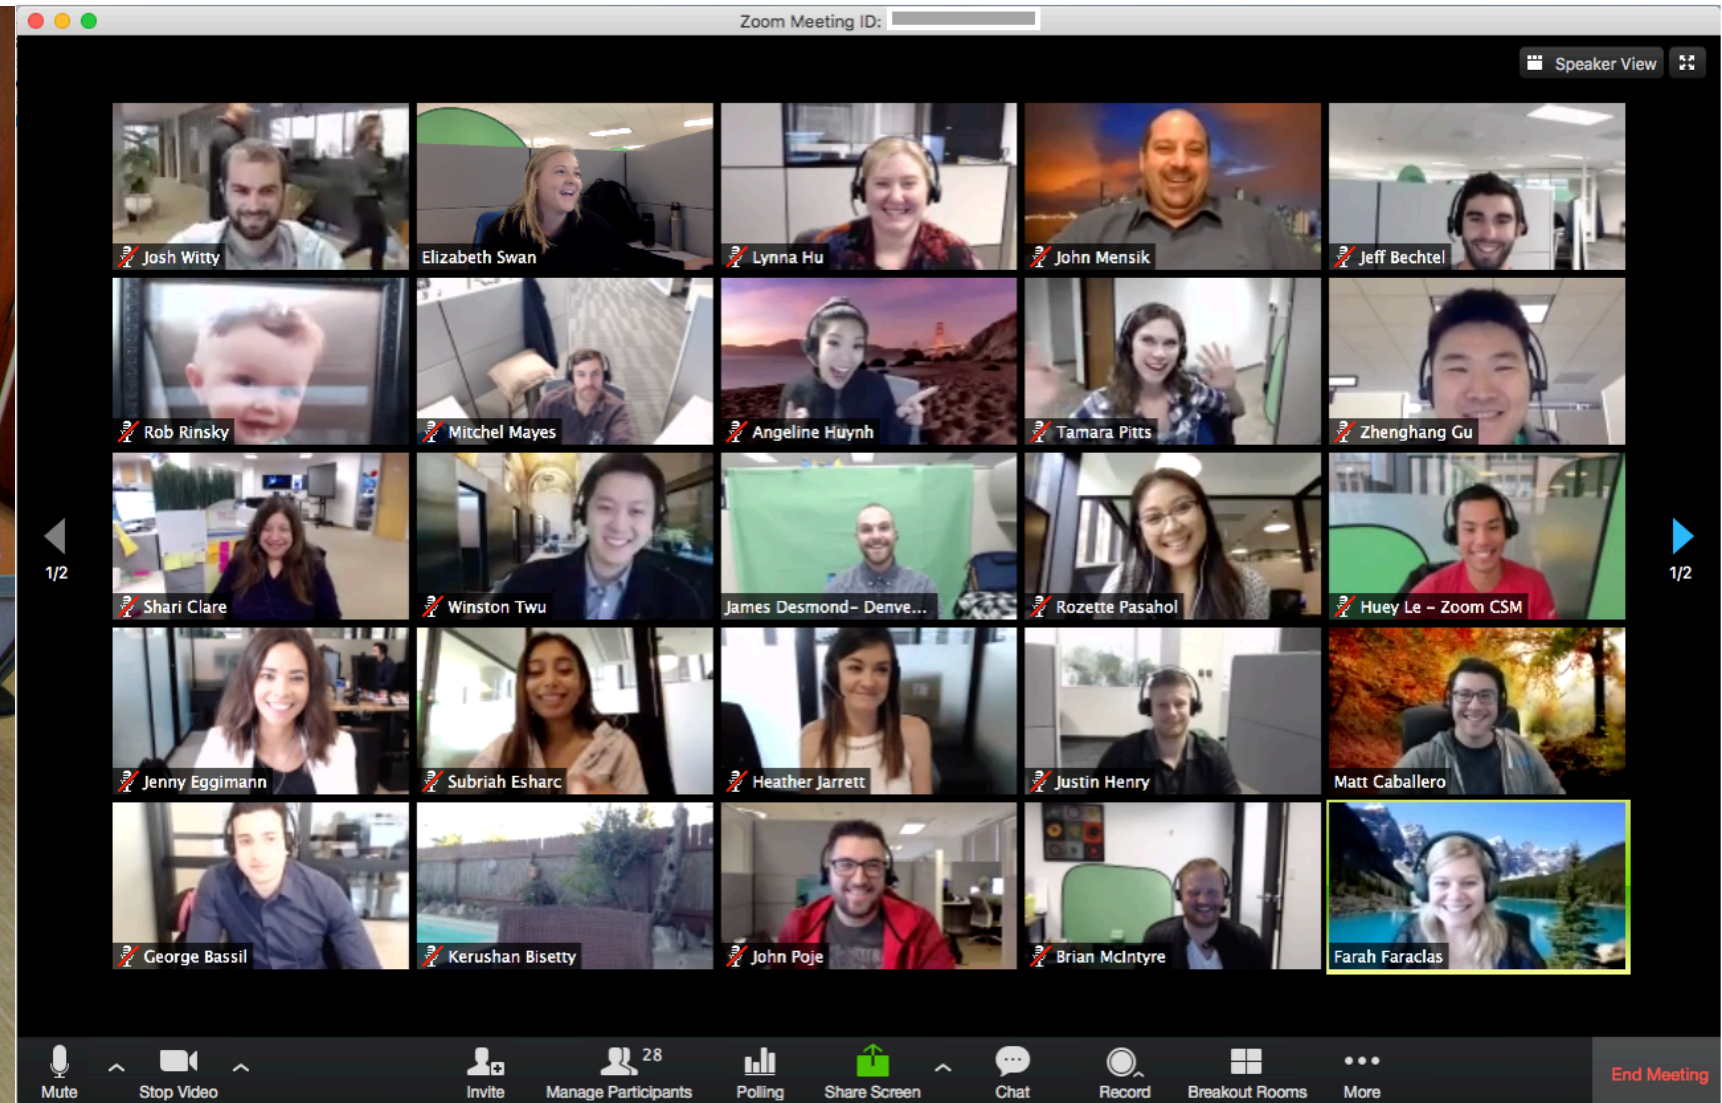 Zoom Meeting ID:
Speaker View
Josh Witty
Elizabeth Swan
Lynna Hu
John Mensik
Jeff Bechtel
Rob Rinsky
Mitchel Mayes
Angeline Huynh
Tamara Pitts
Zhenghang Gu
Shari Clare
Winston Twu
James Desmond- Denve...
Rozette Pasahol
Huey Le - Zoom CSM
1/2
1/2
Jenny Eggimann
Subriah Esharc
Heather Jarrett
Justin Henry
Matt Caballero
George Bassil
Kerushan Bisetty
John Poje
Brian McIntyre
Farah Faraclas
28
Mute
Stop Video
Invite
Manage Participants
Polling
Share Screen
Chat
Record
Breakout Rooms
More
End Meeting